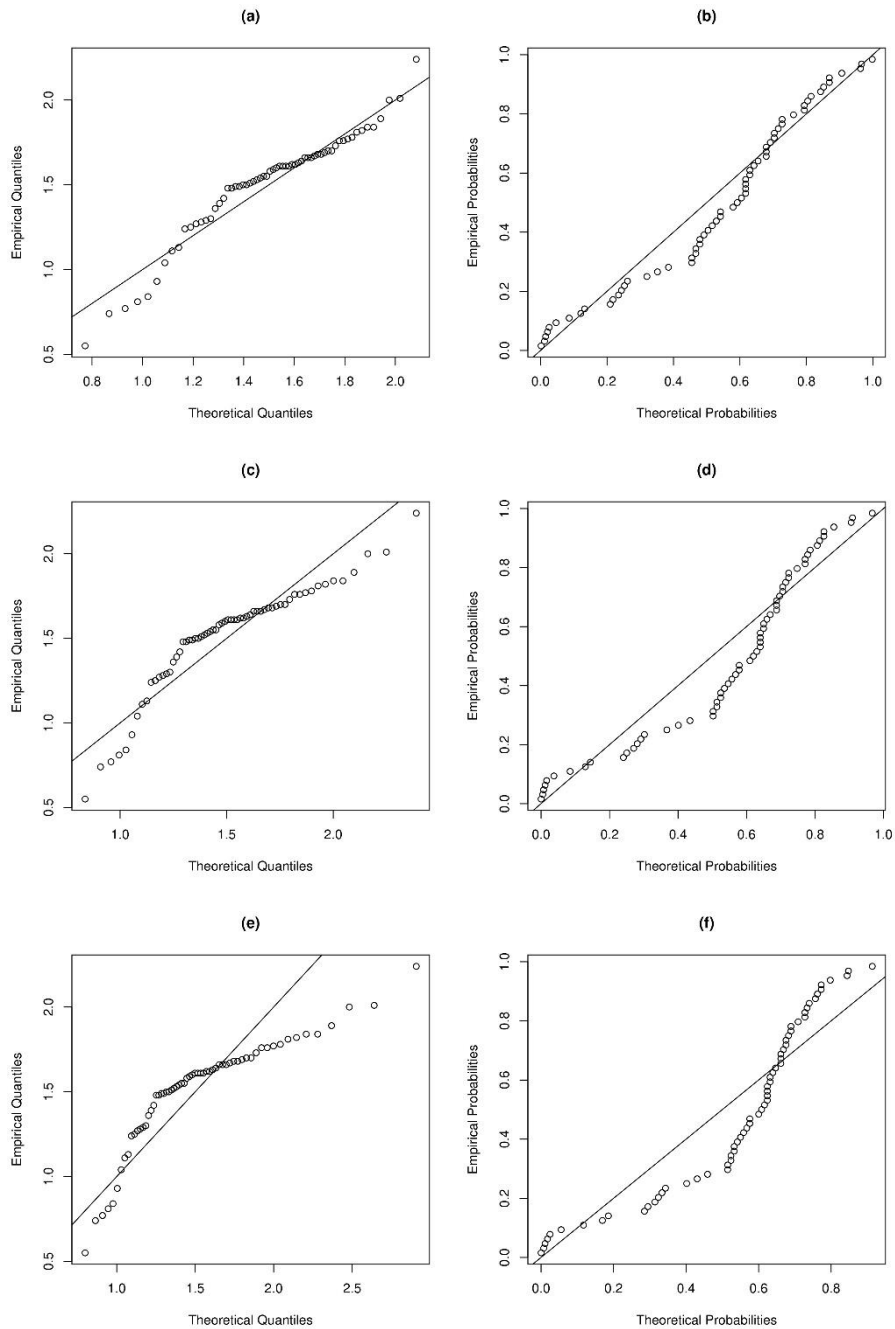 (a)
Empirical Quantiles
2.0
1.5
1.0
0.5
0.8 1.0 1.2 1.4 1.6 1.8 2.0
Theoretical Quantiles
(b)
Empirical Probabilities
1.0
0.8
0.6
0.4
0.2
0.0
0.0 0.2 0.4 0.6 0.8 1.0
Theoretical Probabilities
(c)
Empirical Quantiles
2.0
1.5
1.0
0.5
1.0 1.5 2.0
Theoretical Quantiles
(d)
Empirical Probabilities
1.0
0.8
0.6
0.4
0.2
0.0
0.0 0.2 0.4 0.6 0.8 1.0
Theoretical Probabilities
(e)
Empirical Quantiles
2.0
1.5
1.0
0.5
1.0 1.5 2.0 2.5
Theoretical Quantiles
(f)
Empirical Probabilities
1.0
0.8
0.6
0.4
0.2
0.0
0.0 0.2 0.4 0.6 0.8
Theoretical Probabilities